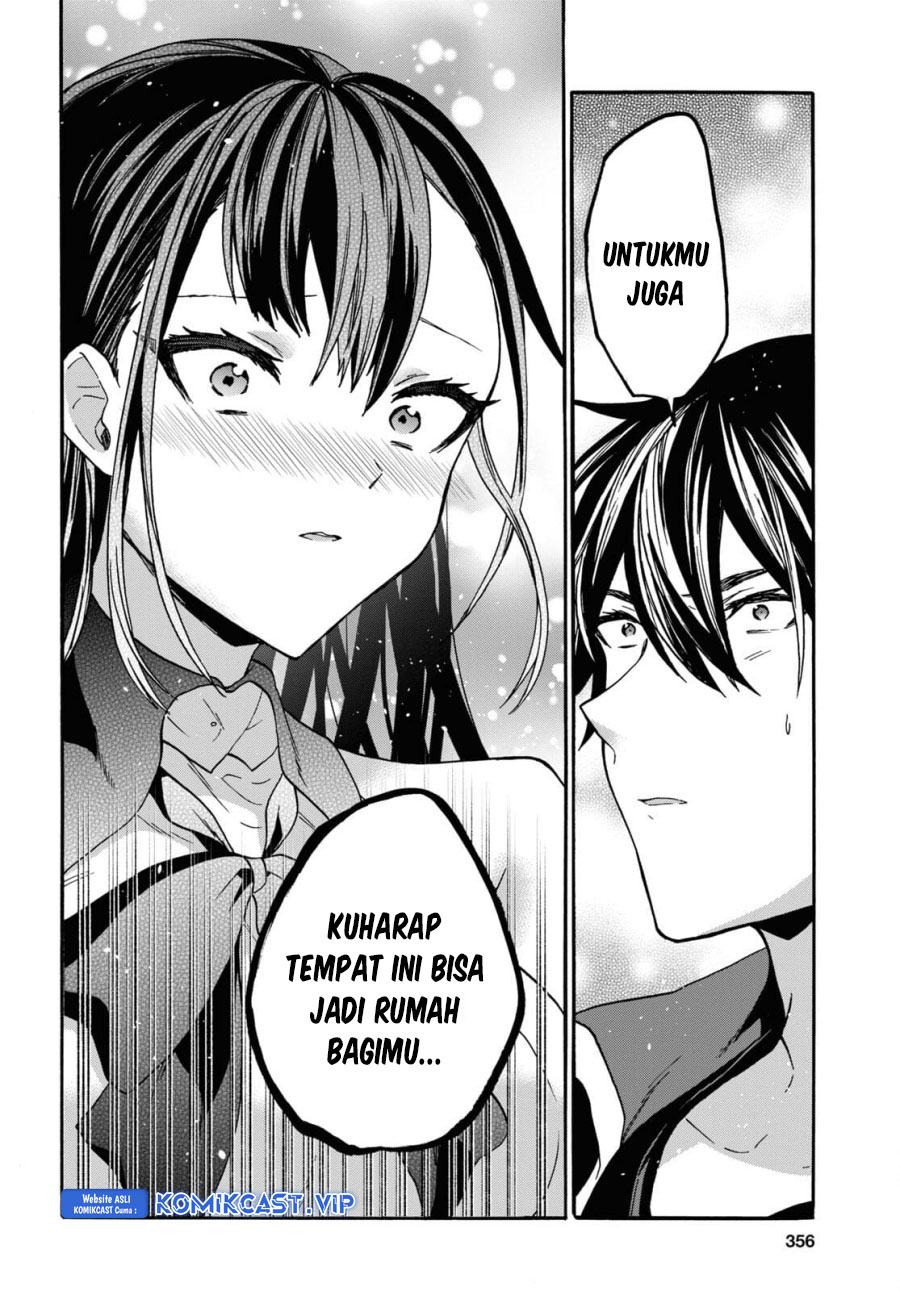 UNTUKMU
JUGA
KUHARAP
TEMPAT INI BISA
JADI RUMAH
BAGIMU...
Website ASLI
KOMIKCAST Cuma :
KOMIKCAST.VIP
356